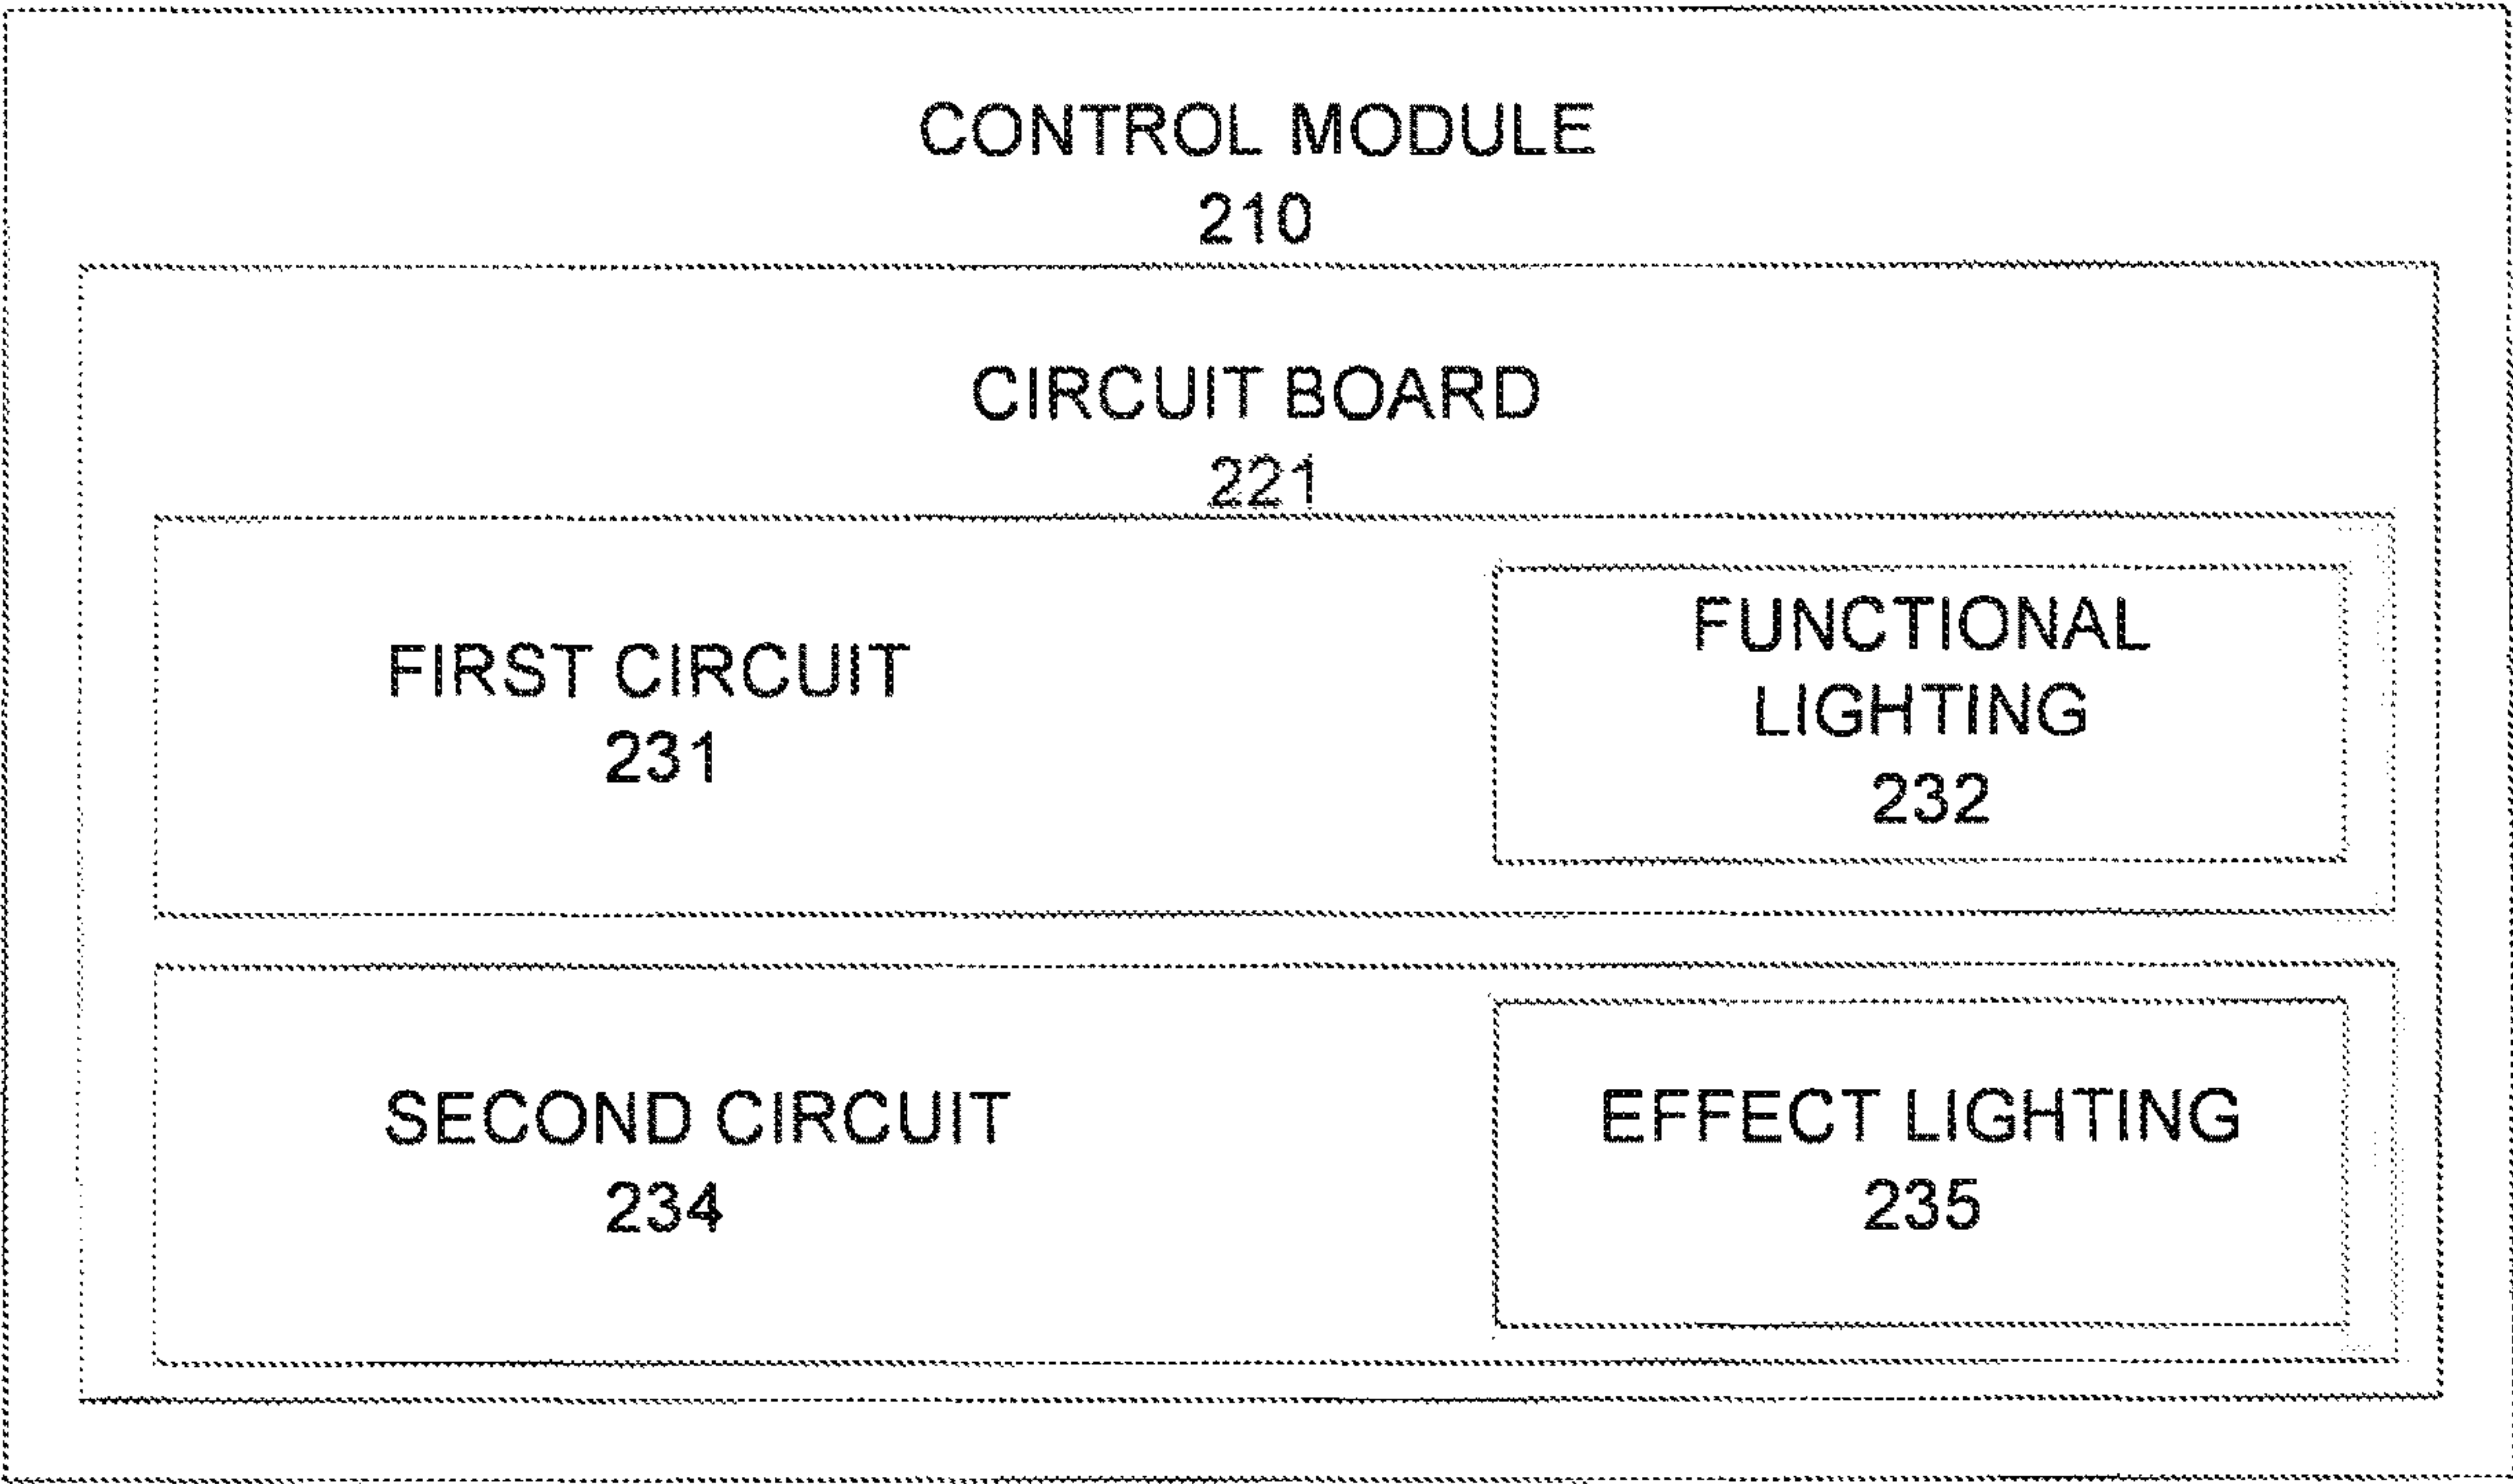 CONTROL MODULE
210
CIRCUIT BOARD
221
FIRST CIRCUIT
231
FUNCTIONAL
LIGHTING
232
SECOND CIRCUIT
234
EFFECT LIGHTING
235